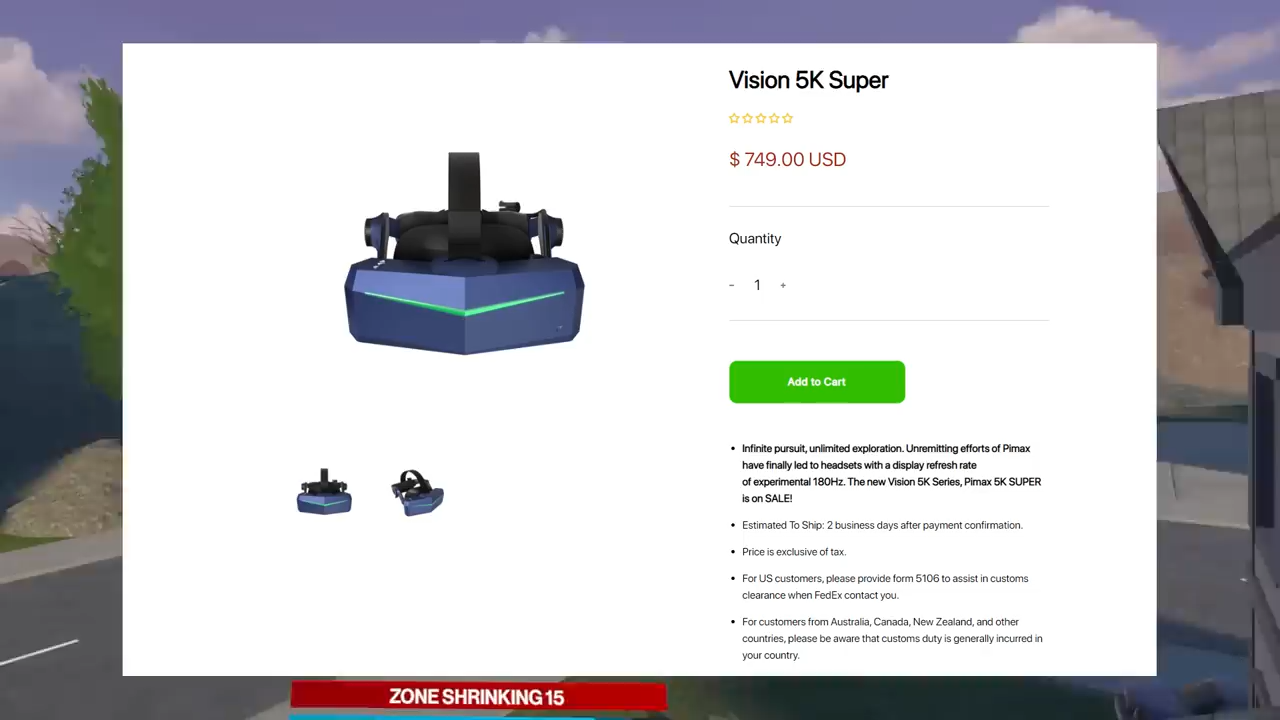 Vision 5K Super
$ 749.00 USD
Quantity
- 1 +
Add to Cart
• Infinite pursuit, unlimited exploration. Unremitting efforts of Pimax
have finally led to headsets with a display refresh rate
of experimental 180Hz. The new Vision 5K Series, Pimax 5K SUPER
is on SALE!
• Estimated To Ship: 2 business days after payment confirmation.
• Price is exclusive of tax.
• For US customers, please provide form 5106 to assist in customs
clearance when FedEx contact you.
• For customers from Australia, Canada, New Zealand, and other
countries, please be aware that customs duty is generally incurred in
your country.
ZONE SHRINKING 15